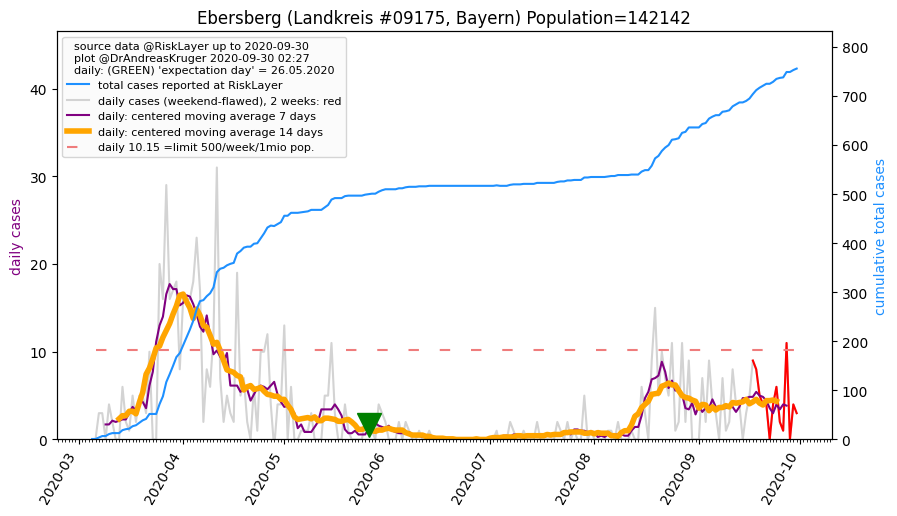 Ebersberg (Landkreis #09175, Bayern) Population=142142
source data @RiskLayer up to 2020-09-30
plot @DrAndreasKruger 2020-09-30 02:27
daily: (GREEN) 'expectation day' = 26.05.2020
total cases reported at RiskLayer
daily cases (weekend-flawed), 2 weeks: red
daily: centered moving average 7 days
daily: centered moving average 14 days
daily 10.15 =limit 500/week/1mio pop.
daily cases
40
30
20
10
0
cumulative total cases
800
700
600
500
400
300
200
100
0
2020-03
2020-04
2020-05
2020-06
2020-07
2020-08
2020-09
2020-10